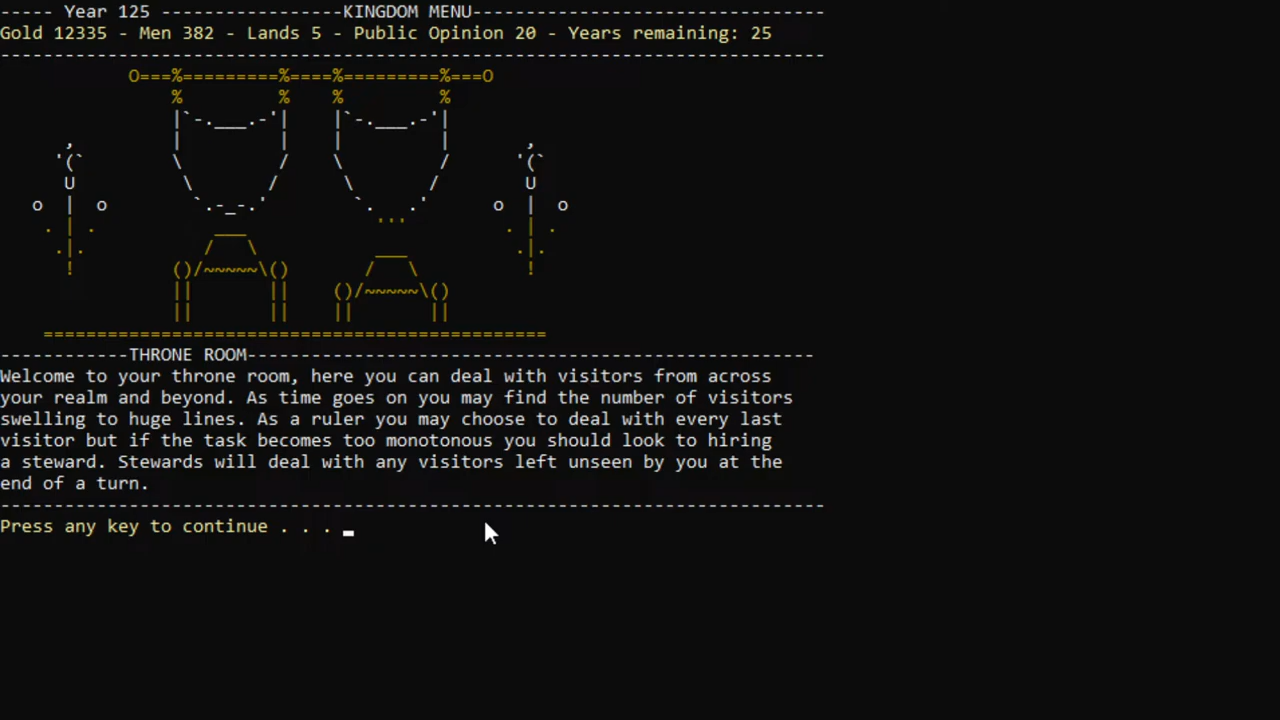 ----- Year 125 -----------------KINGDOM MENU---------------------------------
Gold 12335 - Men 382 - Lands 5 - Public Opinion 20 - Years remaining: 25
------------THRONE ROOM-----------------------------------------------------
Welcome to your throne room, here you can deal with visitors from across
your realm and beyond. As time goes on you may find the number of visitors
swelling to huge lines. As a ruler you may choose to deal with every last
visitor but if the task becomes too monotonous you should look to hiring
a steward. Stewards will deal with any visitors left unseen by you at the
end of a turn.
Press any key to continue . . .